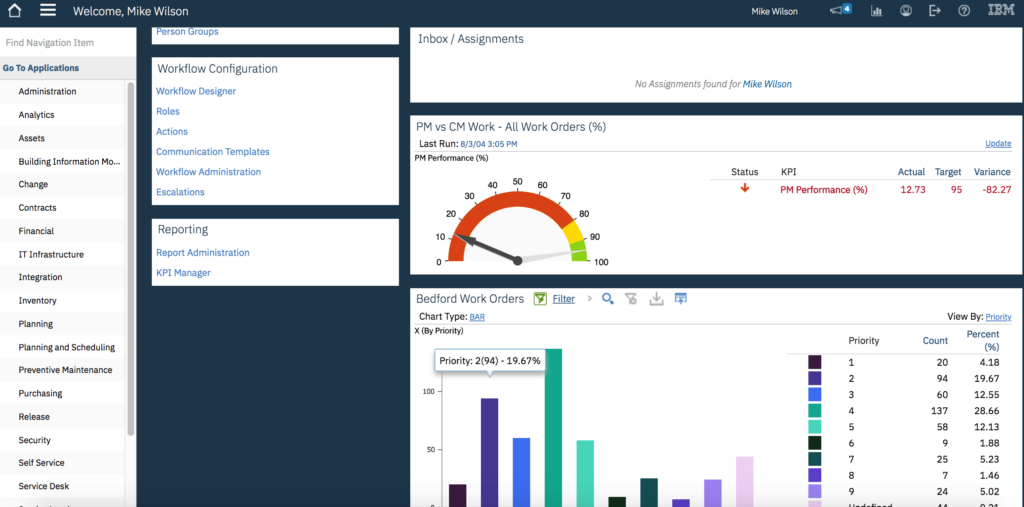 Welcome, Mike Wilson
Mike Wilson
4
IBM
Find Navigation Item
Go To Applications
Administration
Analytics
Assets
Building Information Mo...
Change
Contracts
Financial
IT Infrastructure
Integration
Inventory
Planning
Planning and Scheduling
Preventive Maintenance
Purchasing
Release
Security
Self Service
Service Desk
Person Groups
Workflow Configuration
Workflow Designer
Roles
Actions
Communication Templates
Workflow Administration
Escalations
Reporting
Report Administration
KPI Manager
Inbox / Assignments
No Assignments found for Mike Wilson
PM vs CM Work - All Work Orders (%)
Last Run: 8/3/04 3:05 PM
Update
PM Performance (%)
0
10
20
30
40
50
60
70
80
90
100
Status KPI Actual Target Variance
PM Performance (%) 12.73 95 -82.27
Bedford Work Orders
Filter
Chart Type: BAR
View By: Priority
X (By Priority)
Priority: 2(94) - 19.67%
100
50
Priority Count Percent (%)
1 20 4.18
2 94 19.67
3 60 12.55
4 137 28.66
5 58 12.13
6 9 1.88
7 25 5.23
8 7 1.46
9 24 5.02